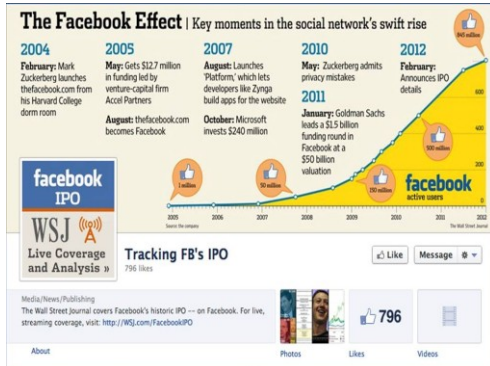 The Facebook Effect | Key moments in the social network's swift rise
2004
February: Mark
Zuckerberg launches
thefacebook.com from
his Harvard College
dorm room
2005
May: Gets $12.7 million
in funding led by
venture-capital firm
Accel Partners
August: thefacebook.com
becomes Facebook
2007
August: Launches
'Platform,' which lets
developers like Zynga
build apps for the website
October: Microsoft
invests $240 million
2010
May: Zuckerberg admits
privacy mistakes
2011
January: Goldman Sachs
leads a $1.5 billion
funding round in
Facebook at a
$50 billion
valuation
2012
February:
Announces IPO
details
845 million
1 million
50 million
150 million
500 million
facebook
active users
600
400
200
0
2005
2006
2007
2008
2009
2010
2011
2012
Source: the company
The Wall Street Journal
facebook
IPO
WSJ
Live Coverage
and Analysis »
Tracking FB's IPO
796 likes
Like
Message
Media/News/Publishing
The Wall Street Journal covers Facebook's historic IPO -- on Facebook. For live,
streaming coverage, visit: http://WSJ.com/FacebookIPO
About
796
Photos
Likes
Videos